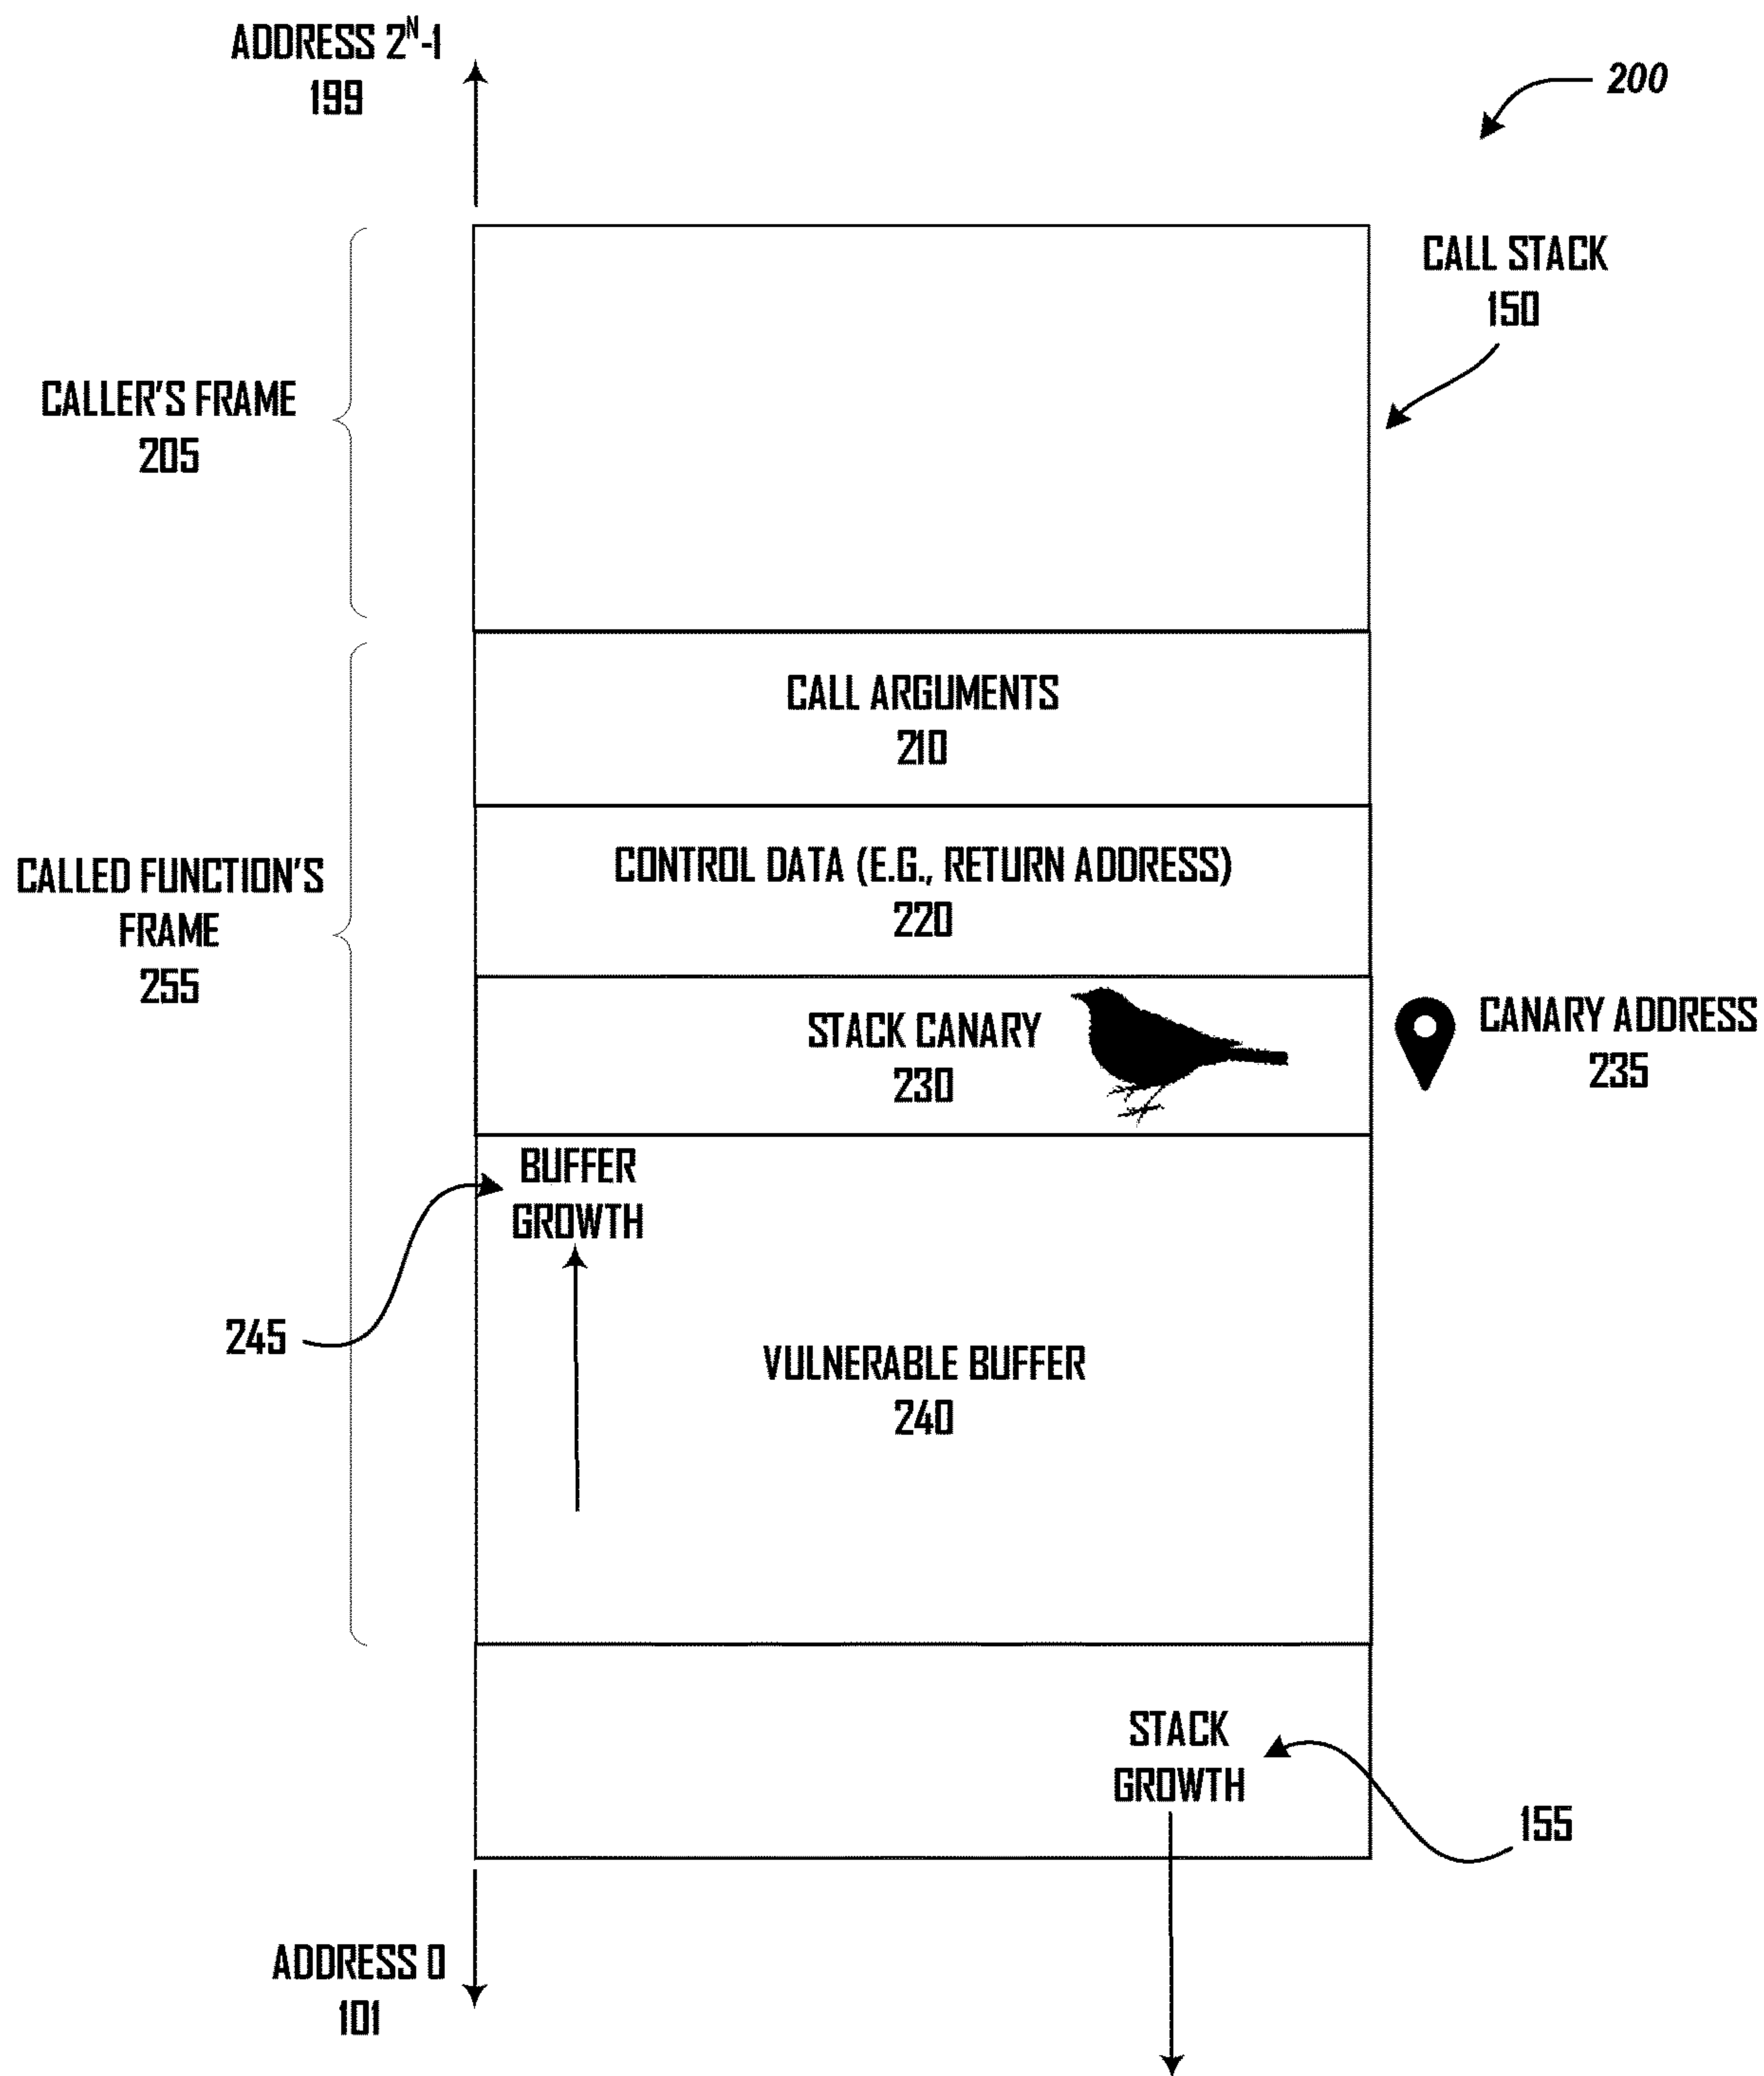 ADDRESS 2ᴺ-1
199
200
CALL STACK
150
CALLER'S FRAME
205
CALL ARGUMENTS
210
CONTROL DATA (E.G., RETURN ADDRESS)
220
CALLED FUNCTION'S
FRAME
255
STACK CANARY
230
CANARY ADDRESS
235
BUFFER
GROWTH
245
VULNERABLE BUFFER
240
STACK
GROWTH
155
ADDRESS 0
101